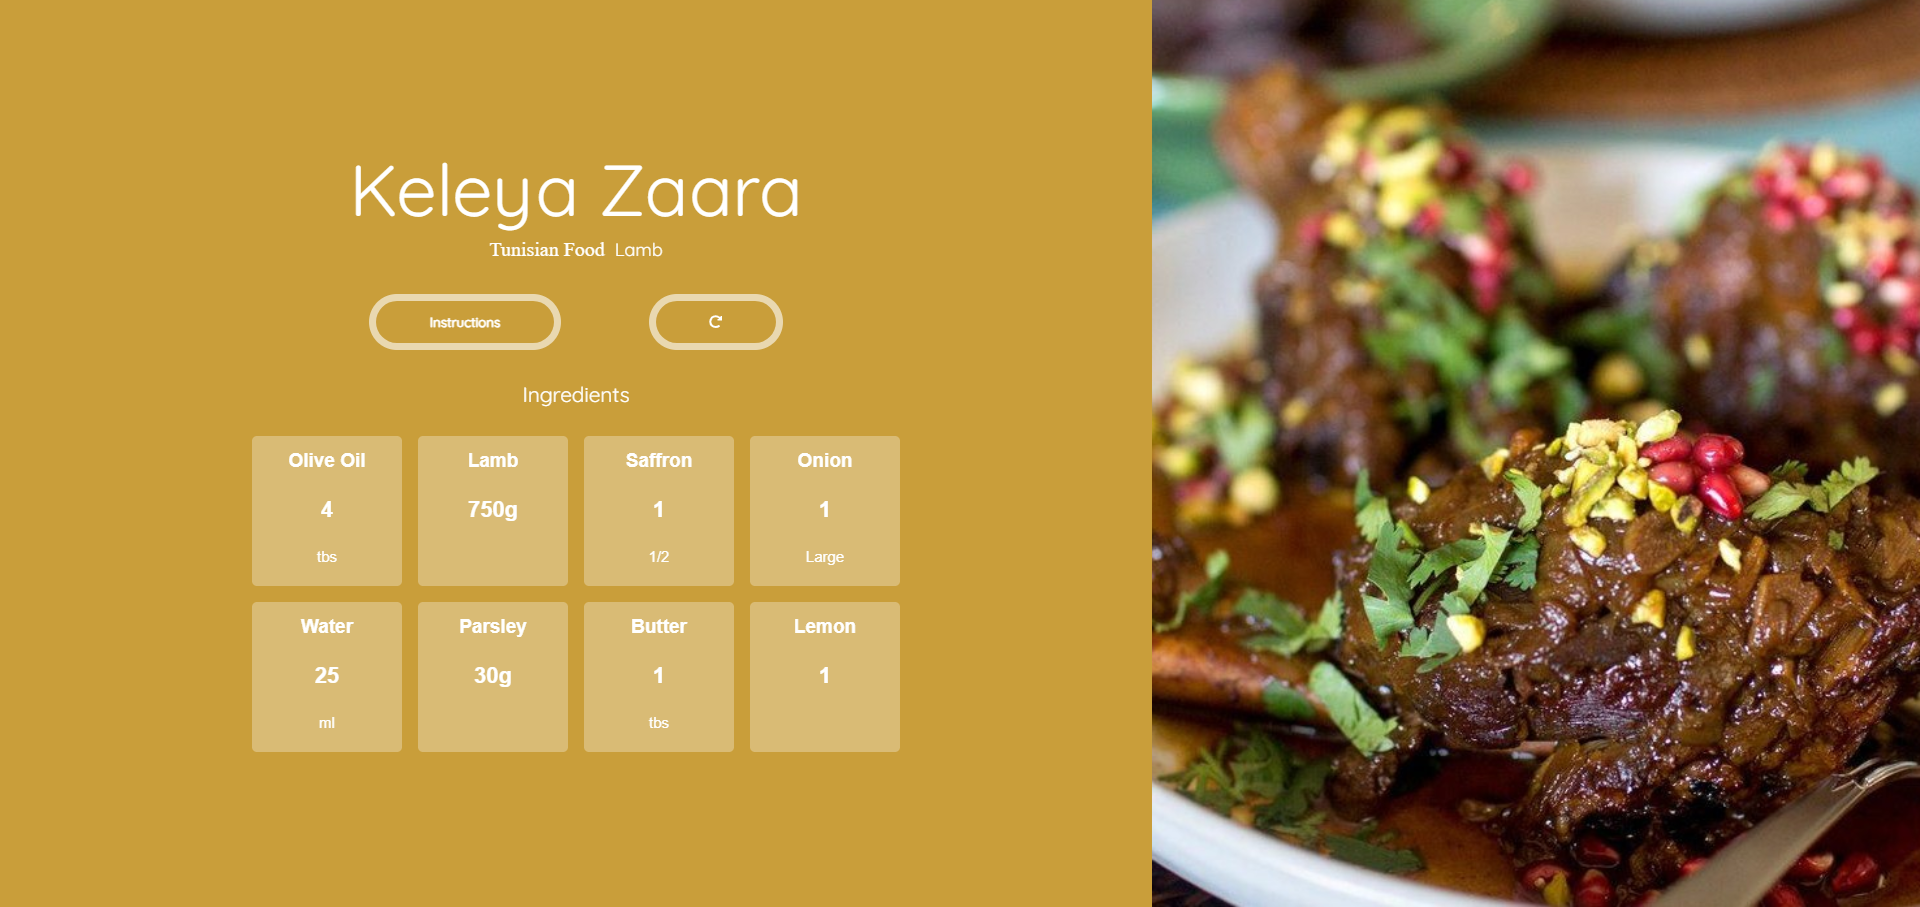 Keleya Zaara
Tunisian Food Lamb
Instructions
Ingredients
Olive Oil
4
tbs
Lamb
750g
Saffron
1
1/2
Onion
1
Large
Water
25
ml
Parsley
30g
Butter
1
tbs
Lemon
1